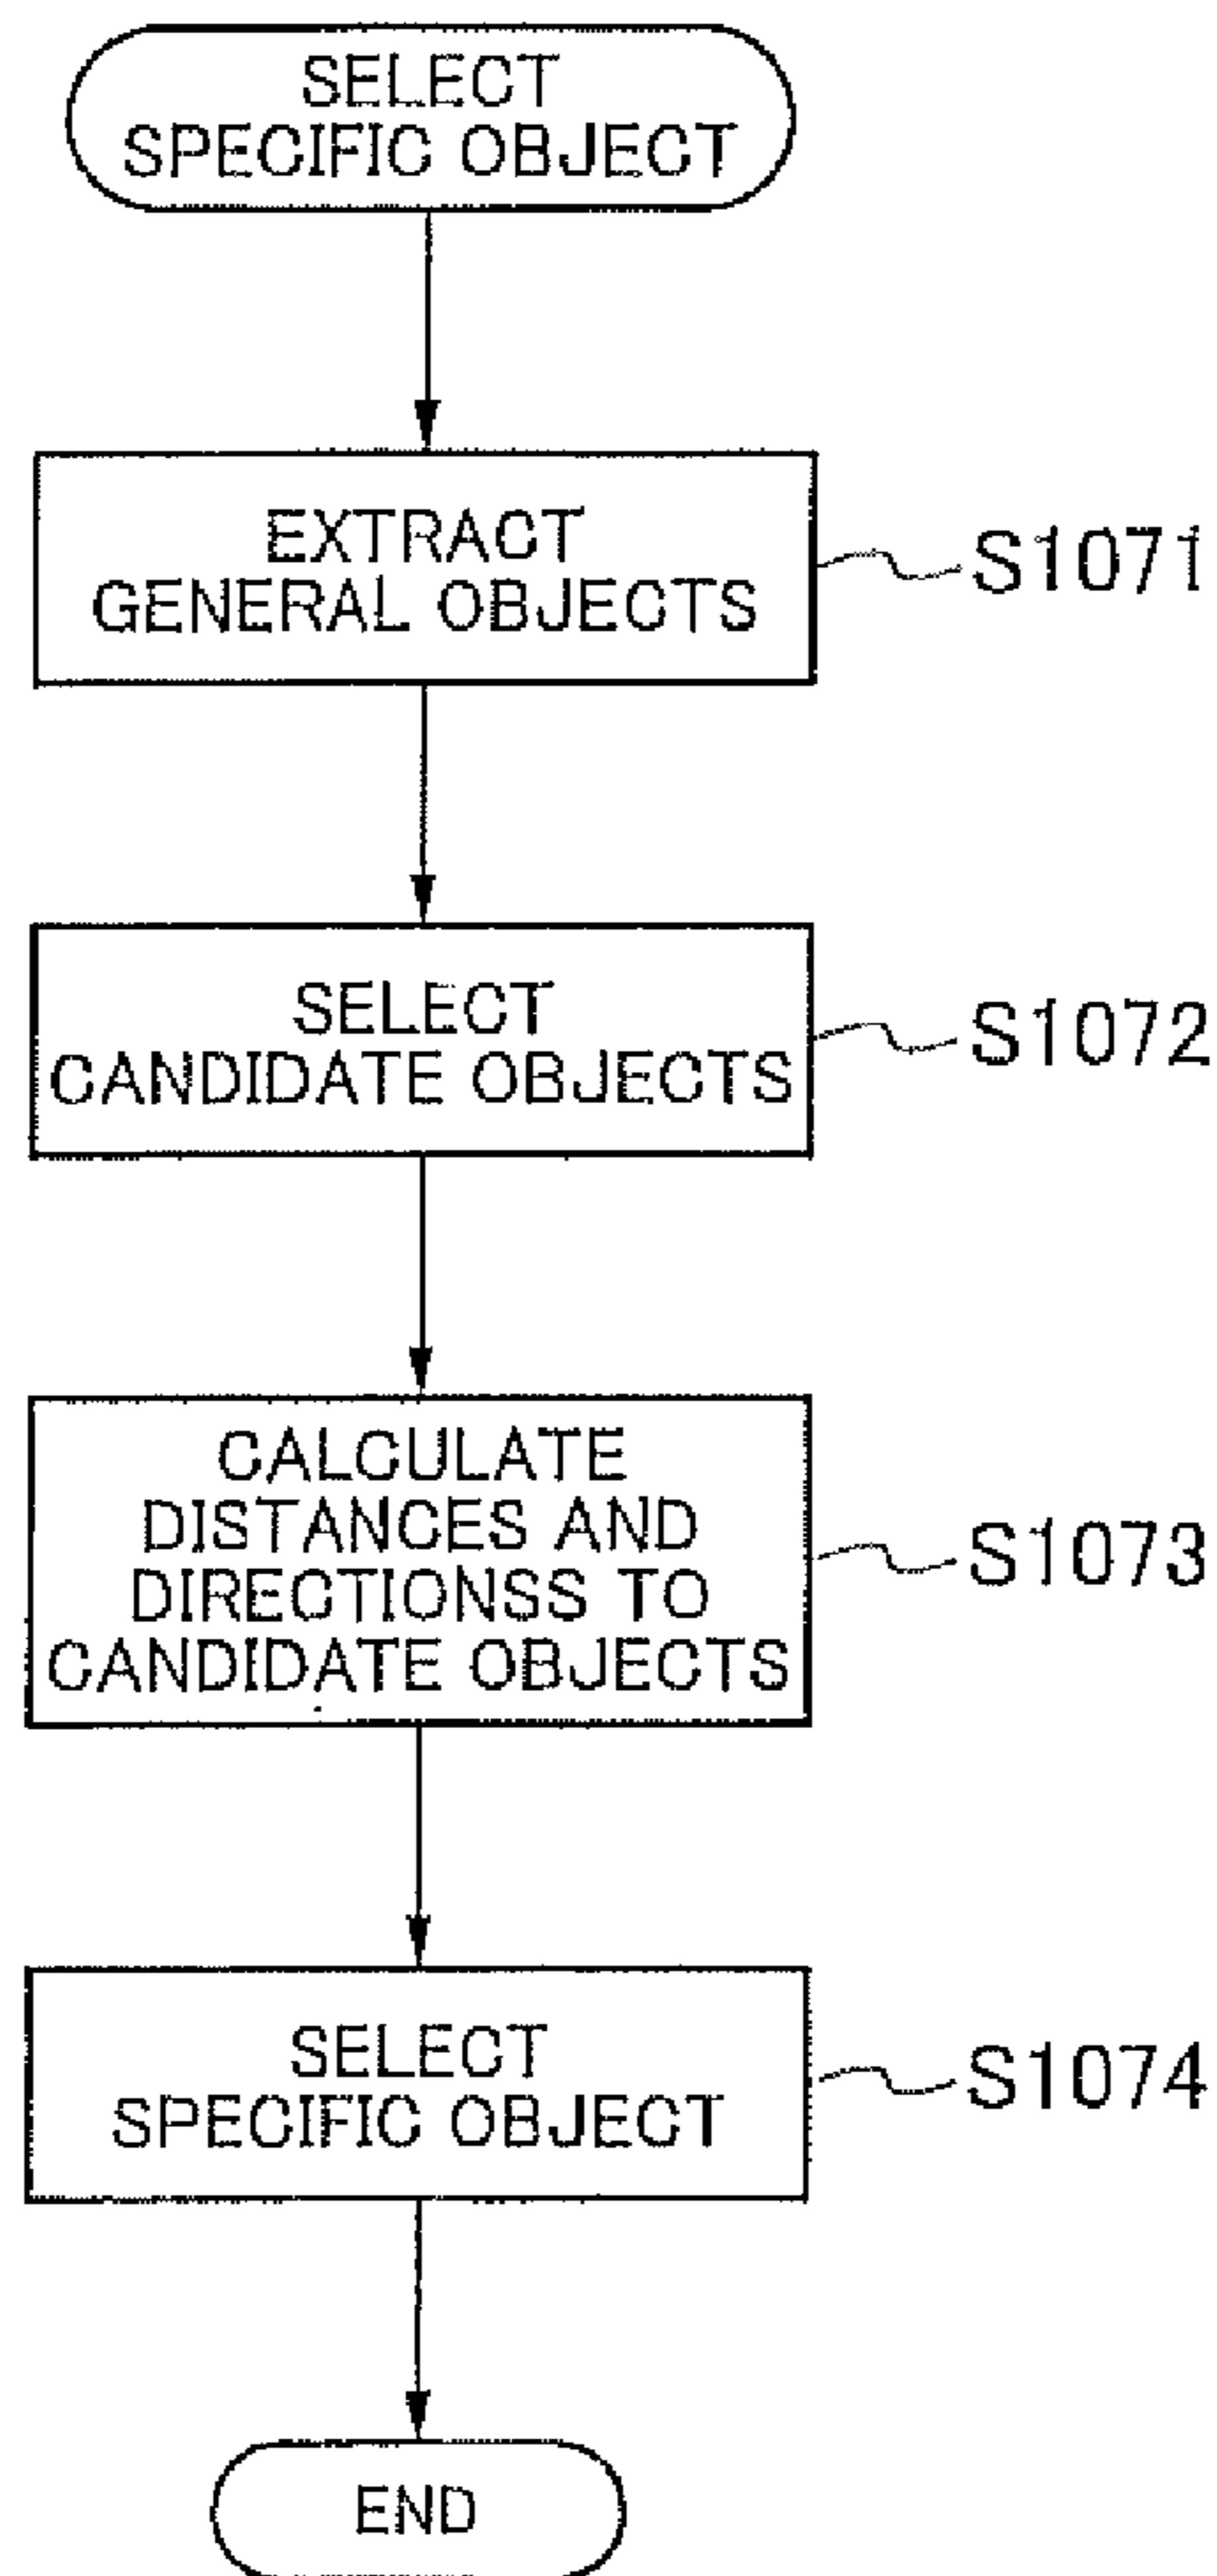 SELECT
SPECIFIC OBJECT
EXTRACT
GENERAL OBJECTS
S1071
SELECT
CANDIDATE OBJECTS
S1072
CALCULATE
DISTANCES AND
DIRECTIONSS TO
CANDIDATE OBJECTS
S1073
SELECT
SPECIFIC OBJECT
S1074
END